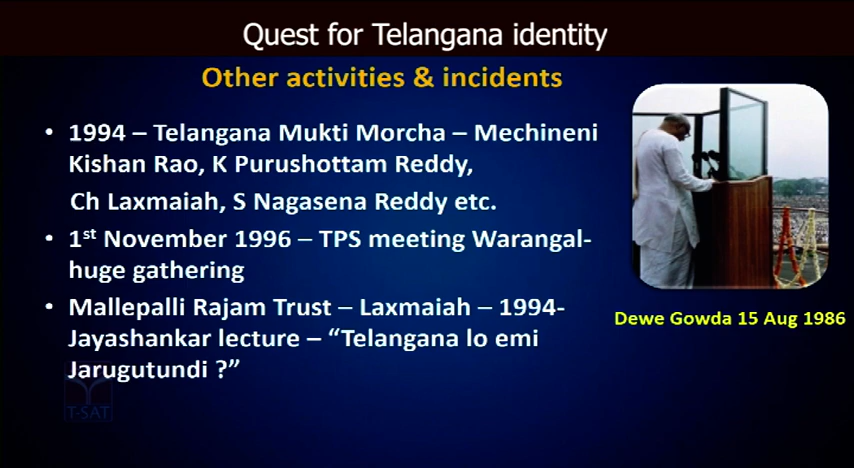 Quest for Telangana identity
Other activities & incidents
• 1994 – Telangana Mukti Morcha – Mechineni
Kishan Rao, K Purushottam Reddy,
Ch Laxmaiah, S Nagasena Reddy etc.
• 1st November 1996 – TPS meeting Warangal-
huge gathering
• Mallepalli Rajam Trust – Laxmaiah – 1994-
Jayashankar lecture – “Telangana lo emi
Jarugutundi ?”
Dewe Gowda 15 Aug 1986
T-SAT